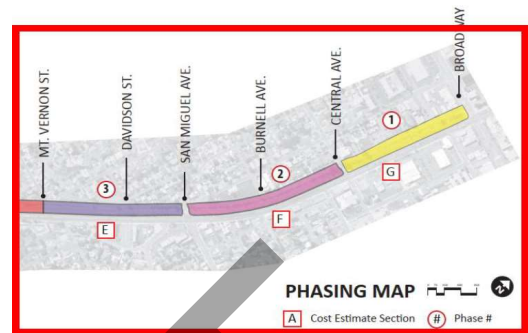 MT. VERNON ST.
DAVIDSON ST.
SAN MIGUEL AVE.
BURNELL AVE.
CENTRAL AVE.
BROADWAY
3
2
1
E
F
G
PHASING MAP
A Cost Estimate Section # Phase #